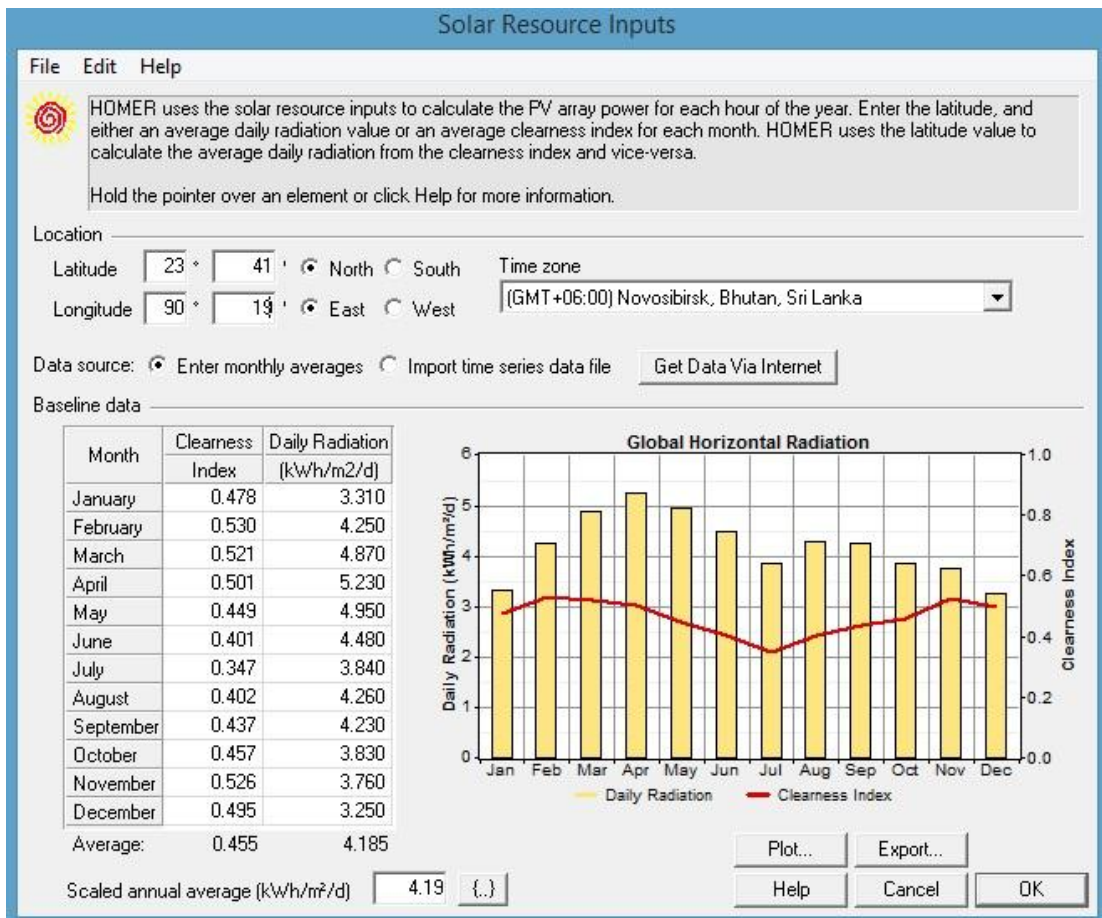 Solar Resource Inputs
File Edit Help
HOMER uses the solar resource inputs to calculate the PV array power for each hour of the year. Enter the latitude, and
either an average daily radiation value or an average clearness index for each month. HOMER uses the latitude value to
calculate the average daily radiation from the clearness index and vice-versa.
Hold the pointer over an element or click Help for more information.
Location
Latitude 23 ° 41 ' North South Time zone
Longitude 90 ° 19 ' East West (GMT+06:00) Novosibirsk, Bhutan, Sri Lanka
Data source: Enter monthly averages Import time series data file Get Data Via Internet
Baseline data
Month Clearness Daily Radiation
Index (kWh/m2/d)
January 0.478 3.310
February 0.530 4.250
March 0.521 4.870
April 0.501 5.230
May 0.449 4.950
June 0.401 4.480
July 0.347 3.840
August 0.402 4.260
September 0.437 4.230
October 0.457 3.830
November 0.526 3.760
December 0.495 3.250
Average: 0.455 4.185
Scaled annual average (kWh/m²/d) 4.19 {..}
Global Horizontal Radiation
Daily Radiation (kWh/m²/d)
6
5
4
3
2
1
0
1.0
0.8
0.6
0.4
0.2
0.0
Clearness Index
Jan Feb Mar Apr May Jun Jul Aug Sep Oct Nov Dec
Daily Radiation Clearness Index
Plot... Export...
Help Cancel OK